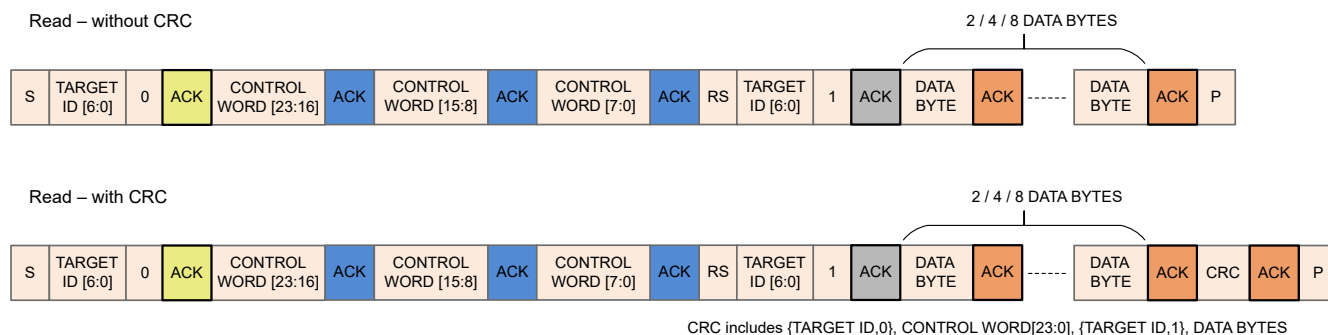 Read – without CRC
2 / 4 / 8 DATA BYTES
S
TARGET
ID [6:0]
0
ACK
CONTROL
WORD [23:16]
ACK
CONTROL
WORD [15:8]
ACK
CONTROL
WORD [7:0]
ACK
RS
TARGET
ID [6:0]
1
ACK
DATA
BYTE
ACK
DATA
BYTE
ACK
P
Read – with CRC
2 / 4 / 8 DATA BYTES
S
TARGET
ID [6:0]
0
ACK
CONTROL
WORD [23:16]
ACK
CONTROL
WORD [15:8]
ACK
CONTROL
WORD [7:0]
ACK
RS
TARGET
ID [6:0]
1
ACK
DATA
BYTE
ACK
DATA
BYTE
ACK
CRC
ACK
P
CRC includes {TARGET ID,0}, CONTROL WORD[23:0], {TARGET ID,1}, DATA BYTES